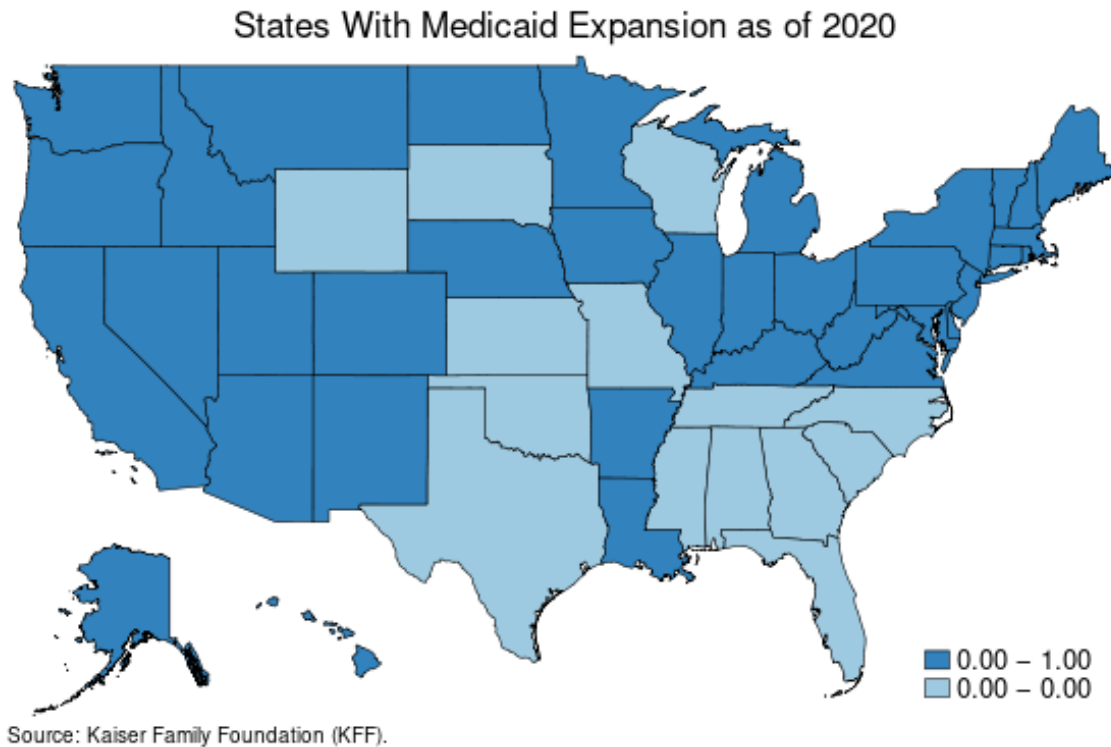 States With Medicaid Expansion as of 2020
0.00 – 1.00
0.00 – 0.00
Source: Kaiser Family Foundation (KFF).